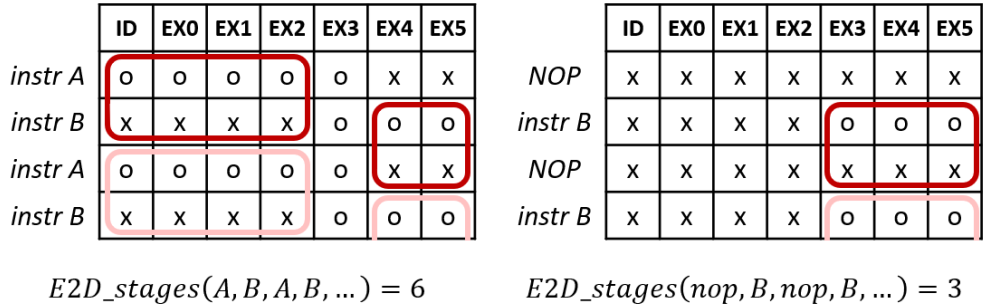 ID EX0 EX1 EX2 EX3 EX4 EX5
instr A o o o o o x x
instr B x x x x o o o
instr A o o o o o x x
instr B x x x x o o o
E2D_stages(A, B, A, B, ... ) = 6
ID EX0 EX1 EX2 EX3 EX4 EX5
NOP x x x x x x x
instr B x x x x o o o
NOP x x x x x x x
instr B x x x x o o o
E2D_stages(nop, B, nop, B, ... ) = 3